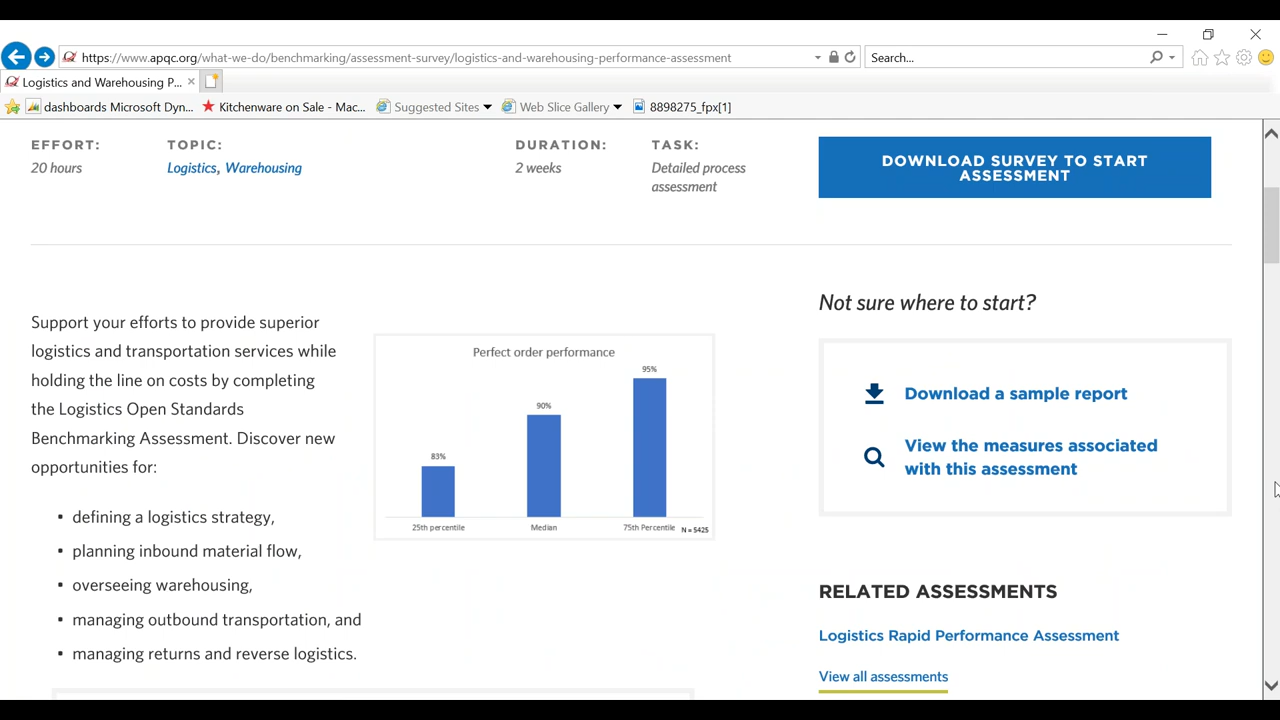 https://www.apqc.org/what-we-do/benchmarking/assessment-survey/logistics-and-warehousing-performance-assessment
Search...
Logistics and Warehousing P...
dashboards Microsoft Dyn...
Kitchenware on Sale - Mac...
Suggested Sites
Web Slice Gallery
8898275_fpx[1]
EFFORT:
20 hours
TOPIC:
Logistics, Warehousing
DURATION:
2 weeks
TASK:
Detailed process
assessment
DOWNLOAD SURVEY TO START
ASSESSMENT
Support your efforts to provide superior
logistics and transportation services while
holding the line on costs by completing
the Logistics Open Standards
Benchmarking Assessment. Discover new
opportunities for:
• defining a logistics strategy,
• planning inbound material flow,
• overseeing warehousing,
• managing outbound transportation, and
• managing returns and reverse logistics.
Perfect order performance
83%
90%
95%
25th percentile
Median
75th Percentile
N = 5425
Not sure where to start?
Download a sample report
View the measures associated
with this assessment
RELATED ASSESSMENTS
Logistics Rapid Performance Assessment
View all assessments